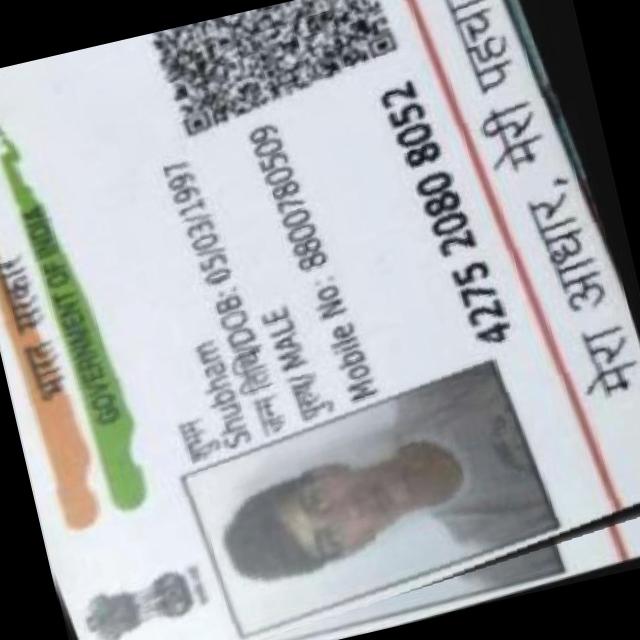 भारत सरकार
GOVERNMENT OF INDIA
शुभम
Shubham
जन्म तिथि/DOB: 05/03/1997
पुरुष/ MALE
Mobile No: 8800780509
4275 2080 8052
मेरा आधार, मेरी पहचान